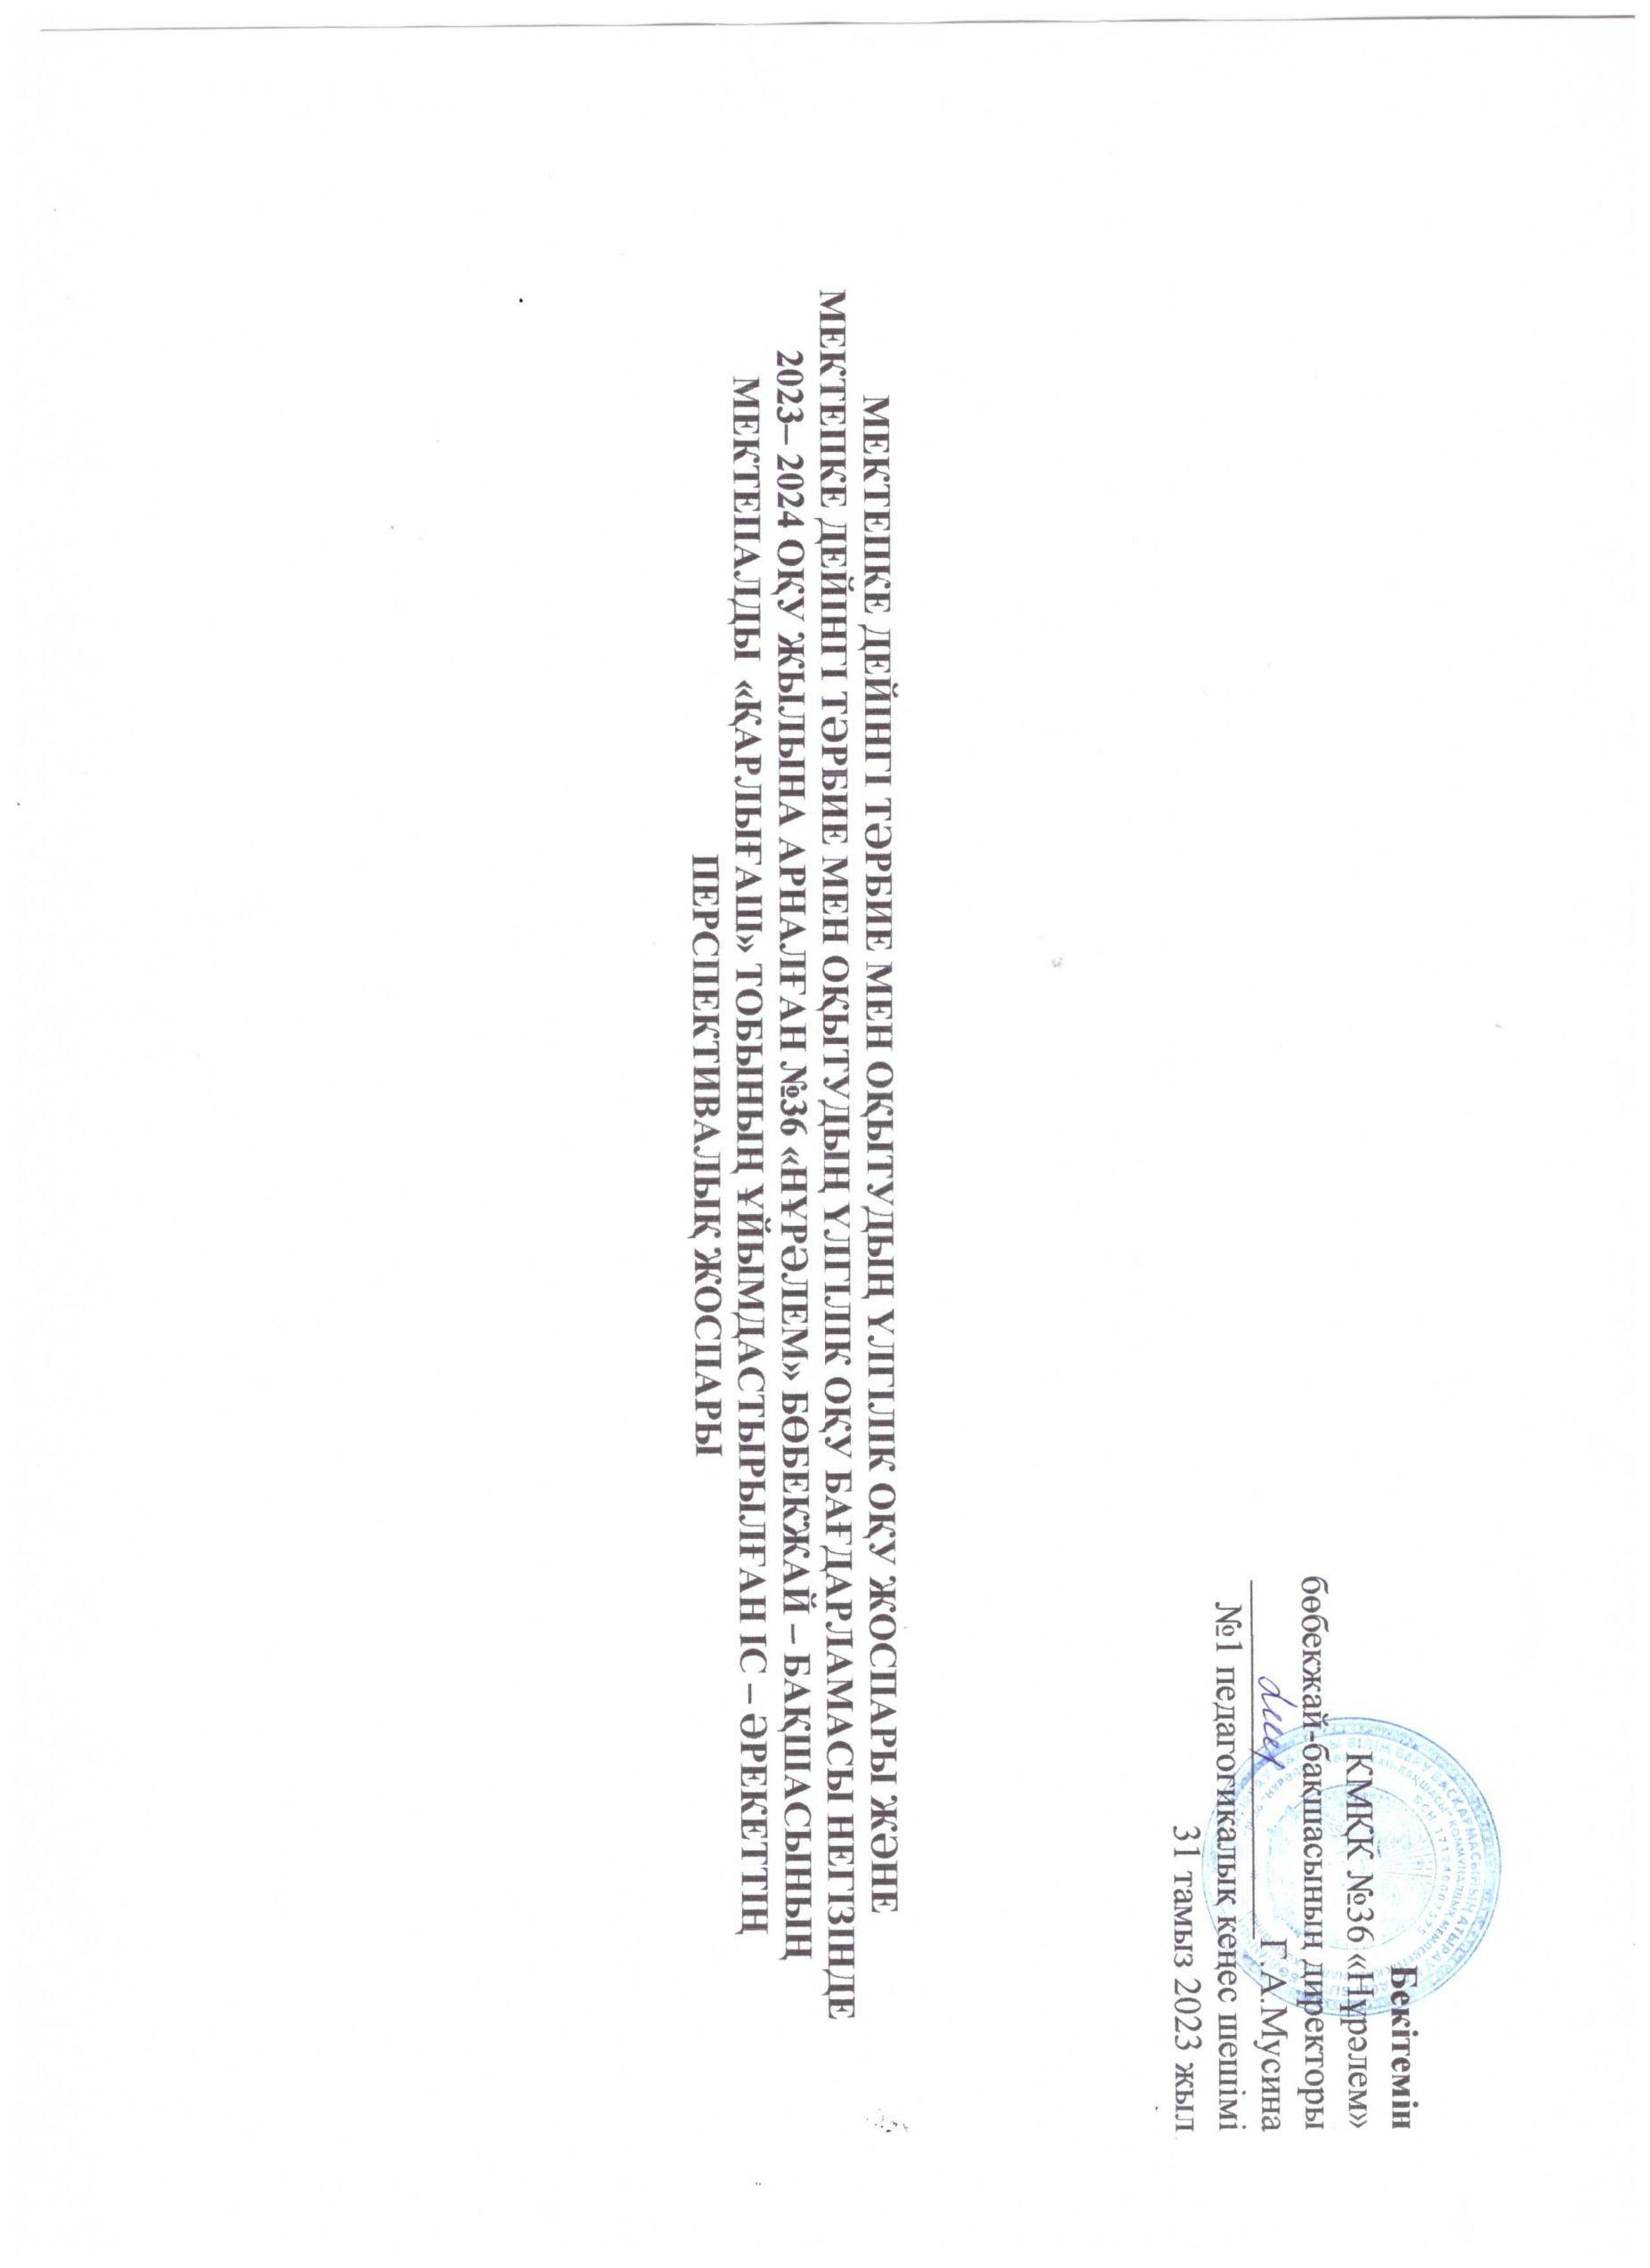 Бекітемін
КМҚК №36 «Нұрәлем»
бөбекжай-бақшасының директоры
Г.А.Мусина
№1 педагогикалық кеңес шешімі
31 тамыз 2023 жыл
МЕКТЕПКЕ ДЕЙІНГІ ТӘРБИЕ МЕН ОҚЫТУДЫҢ ҮЛГІЛІК ОҚУ ЖОСПАРЫ ЖӘНЕ
МЕКТЕПКЕ ДЕЙІНГІ ТӘРБИЕ МЕН ОҚЫТУДЫҢ ҮЛГІЛІК ОҚУ БАҒДАРЛАМАСЫ НЕГІЗІНДЕ
2023– 2024 ОҚУ ЖЫЛЫНА АРНАЛҒАН №36 «НҰРӘЛЕМ» БӨБЕКЖАЙ – БАҚШАСЫНЫҢ
МЕКТЕПАЛДЫ «ҚАРЛЫҒАШ» ТОБЫНЫҢ ҰЙЫМДАСТЫРЫЛҒАН ІС – ӘРЕКЕТТІҢ
ПЕРСПЕКТИВАЛЫҚ ЖОСПАРЫ